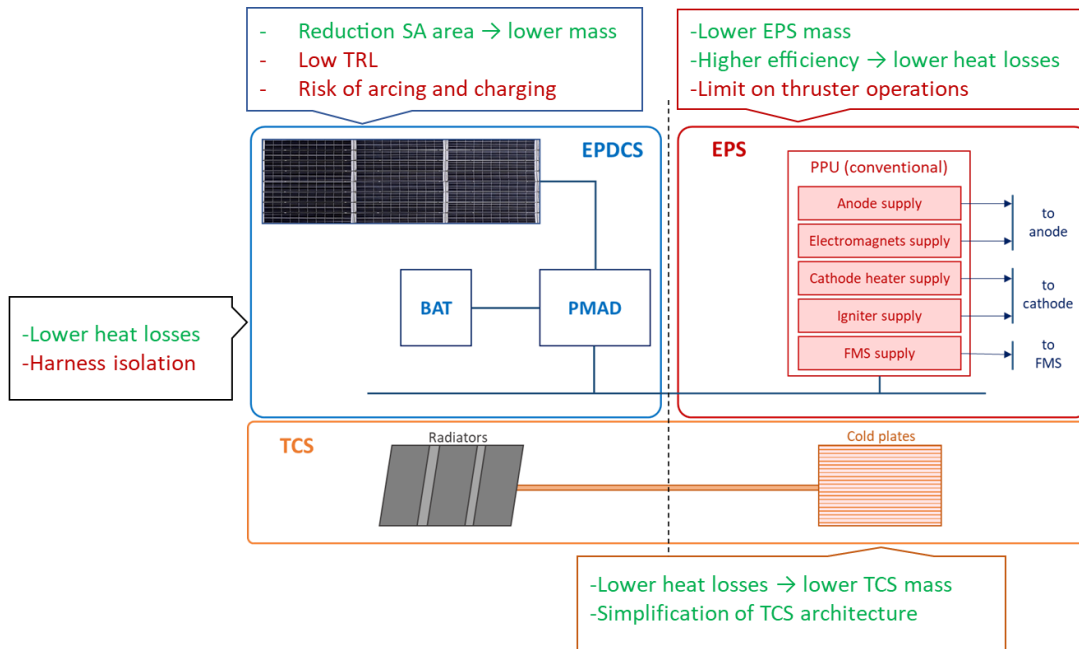 - Reduction SA area → lower mass
- Low TRL
- Risk of arcing and charging
-Lower EPS mass
-Higher efficiency → lower heat losses
-Limit on thruster operations
EPDCS
EPS
PPU (conventional)
Anode supply
Electromagnets supply
to
anode
Cathode heater supply
Igniter supply
to
cathode
FMS supply
to
FMS
BAT
PMAD
-Lower heat losses
-Harness isolation
TCS
Radiators
Cold plates
-Lower heat losses → lower TCS mass
-Simplification of TCS architecture